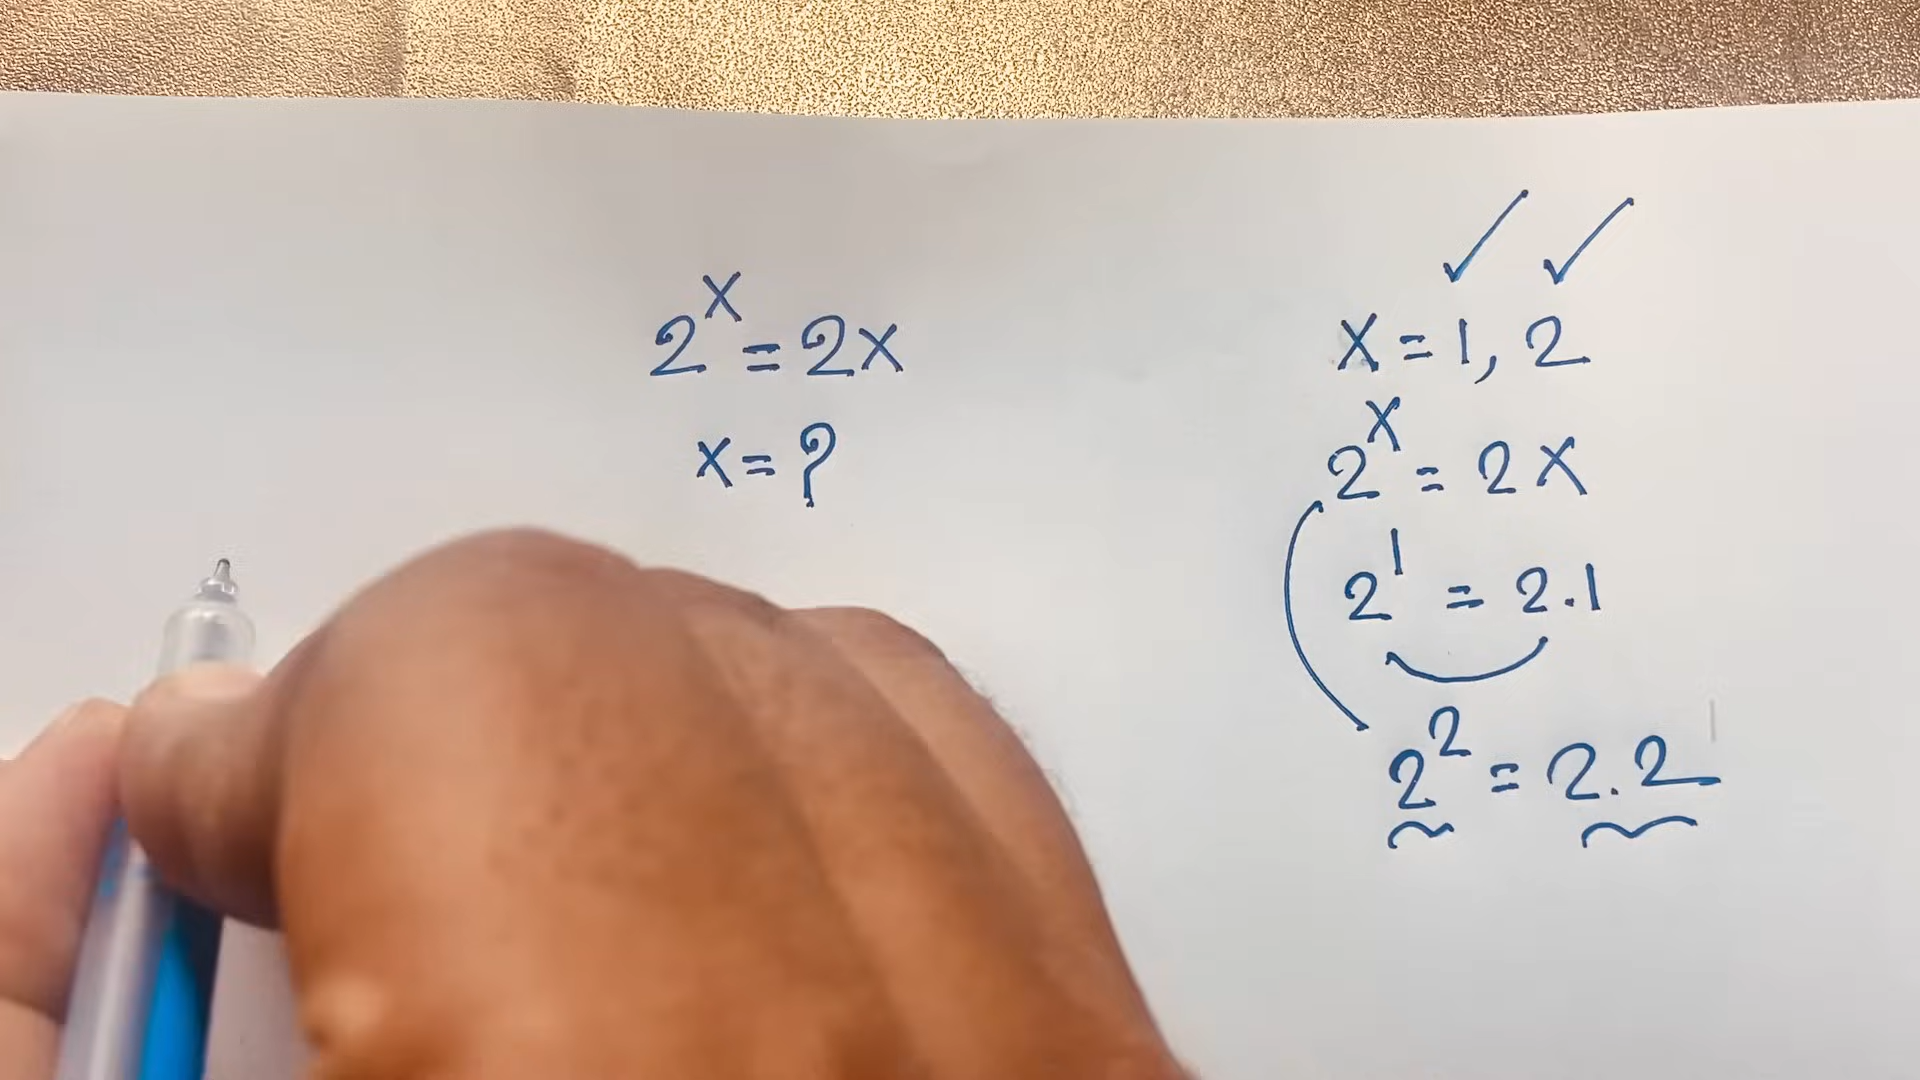 2^x = 2x
x = ?
x = 1, 2
2^x = 2x
2^1 = 2.1
2^2 = 2.2